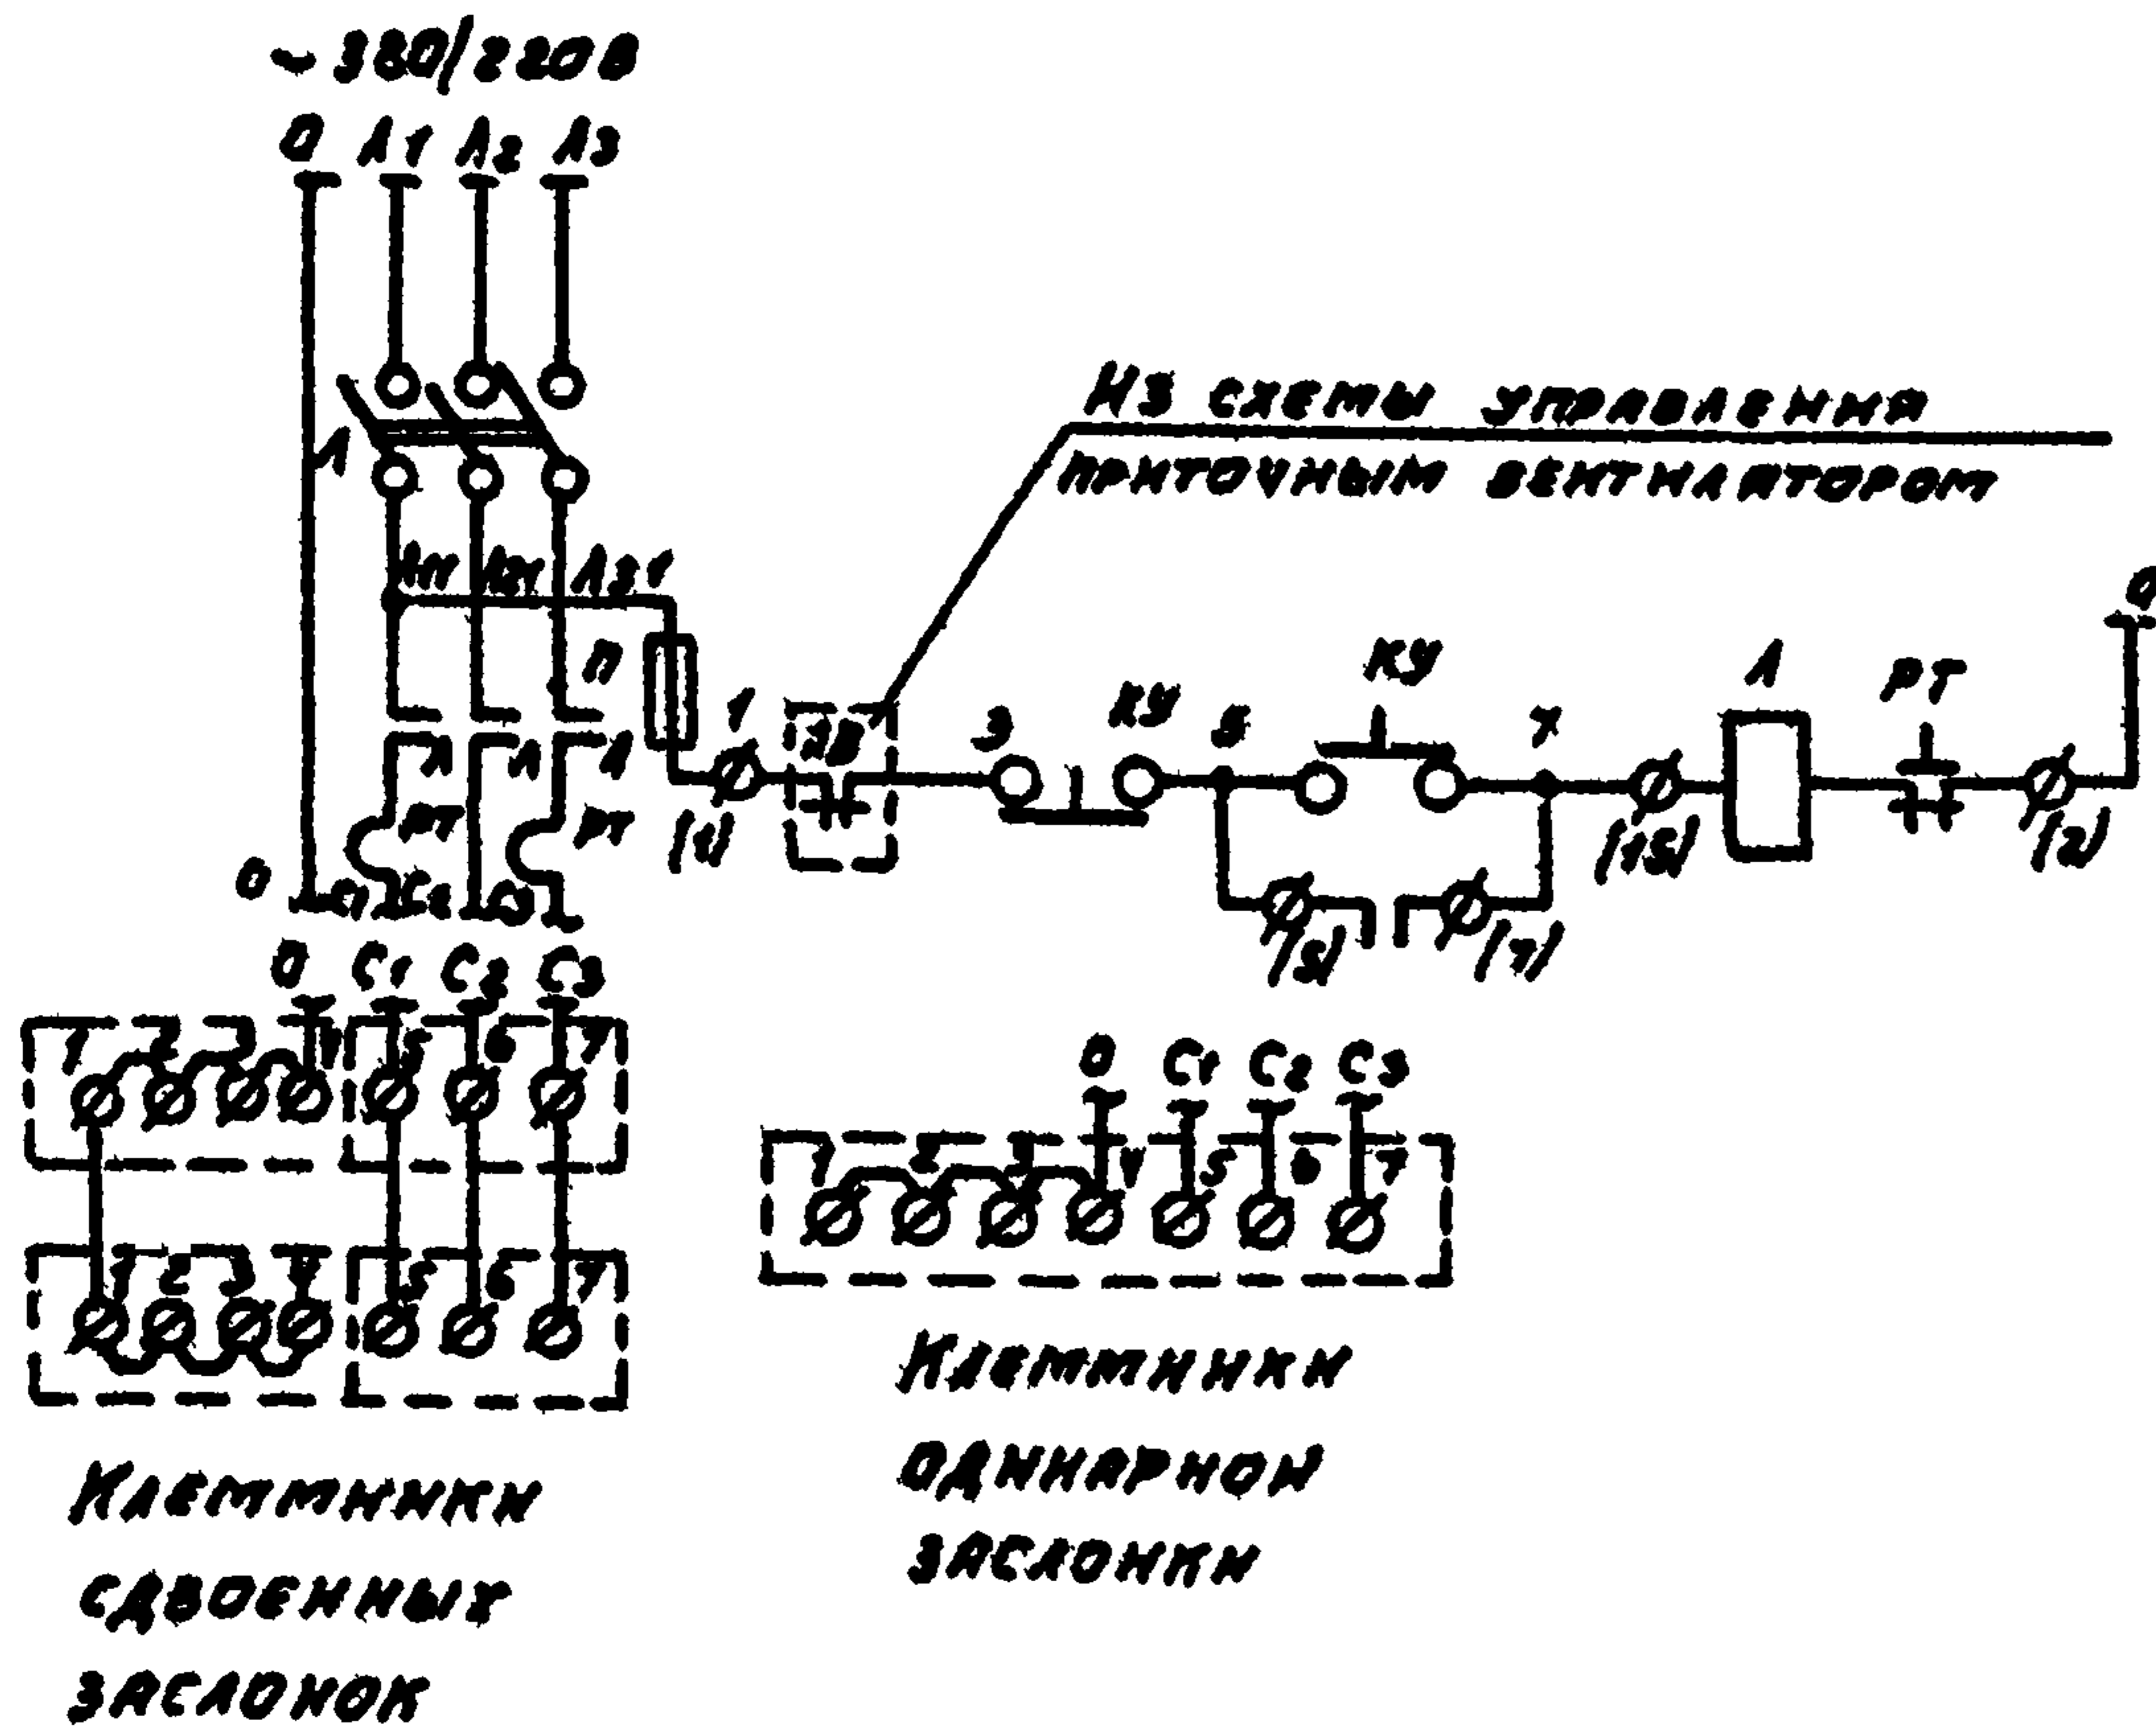 ~380/220В
0 Л1 Л2 Л3
Из схемы управления
приточным вентилятором
0
П
1
3
КУ
5
КУ
7
Л
РТ
Л Л Л
РТ РТ
(1)
(15)
(2)
(5)
(7)
0
0 С1 С2 С3
1 2 3 4 5 6 7
0 С1 С2 С3
1 2 3 4 5 6 7
1 2 3 4 5 6 7
Клеммники
одинарной
заслонки
Клеммники
сдвоенных
заслонок